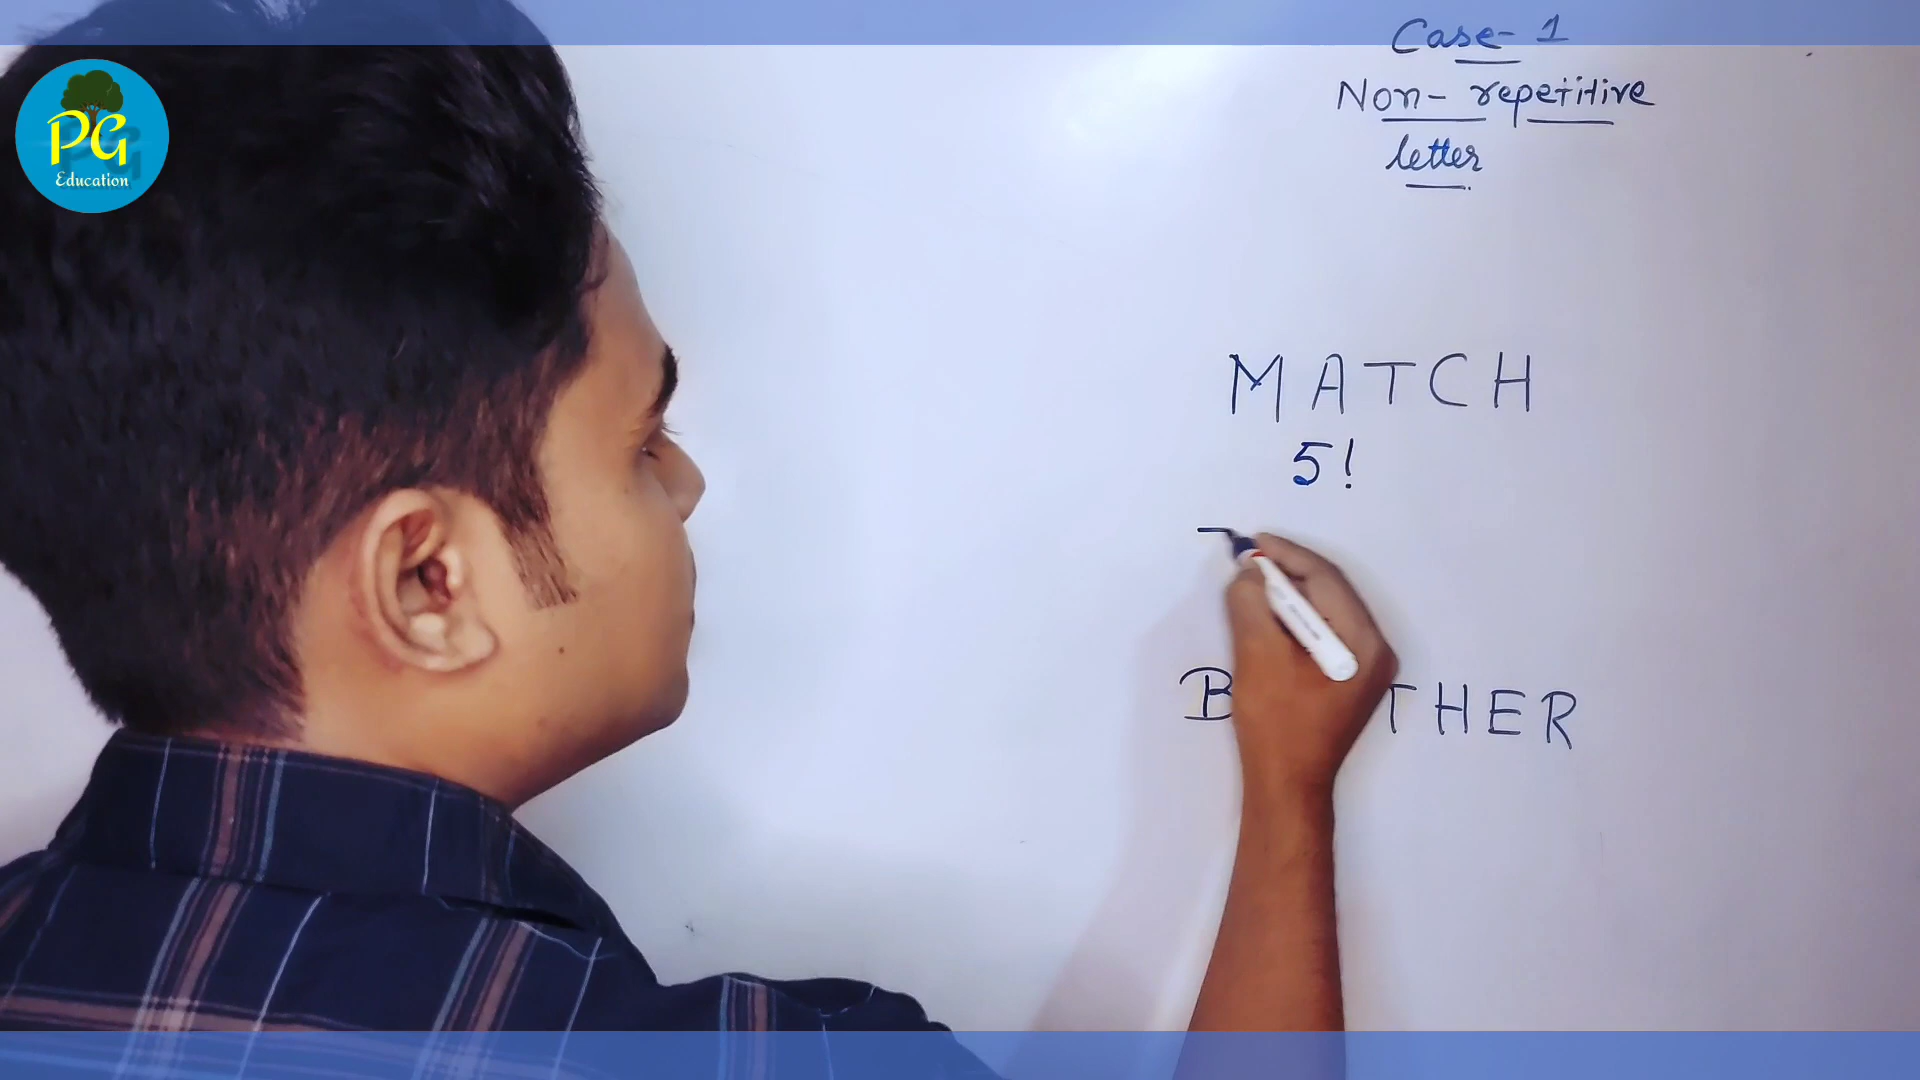 PG
Education
Case- 1
Non- repetitive
letter
MATCH
5!
THER